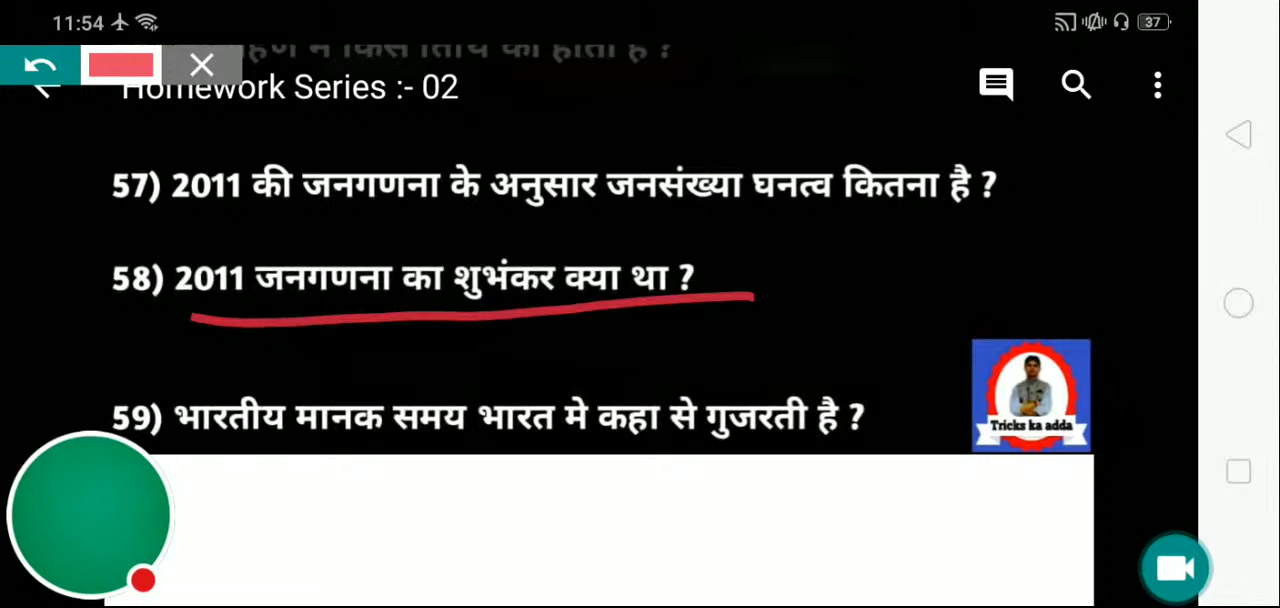 11:54
37
Homework Series :- 02
57) 2011 की जनगणना के अनुसार जनसंख्या घनत्व कितना है ?
58) 2011 जनगणना का शुभंकर क्या था ?
59) भारतीय मानक समय भारत मे कहा से गुजरती है ?
Tricks ka adda